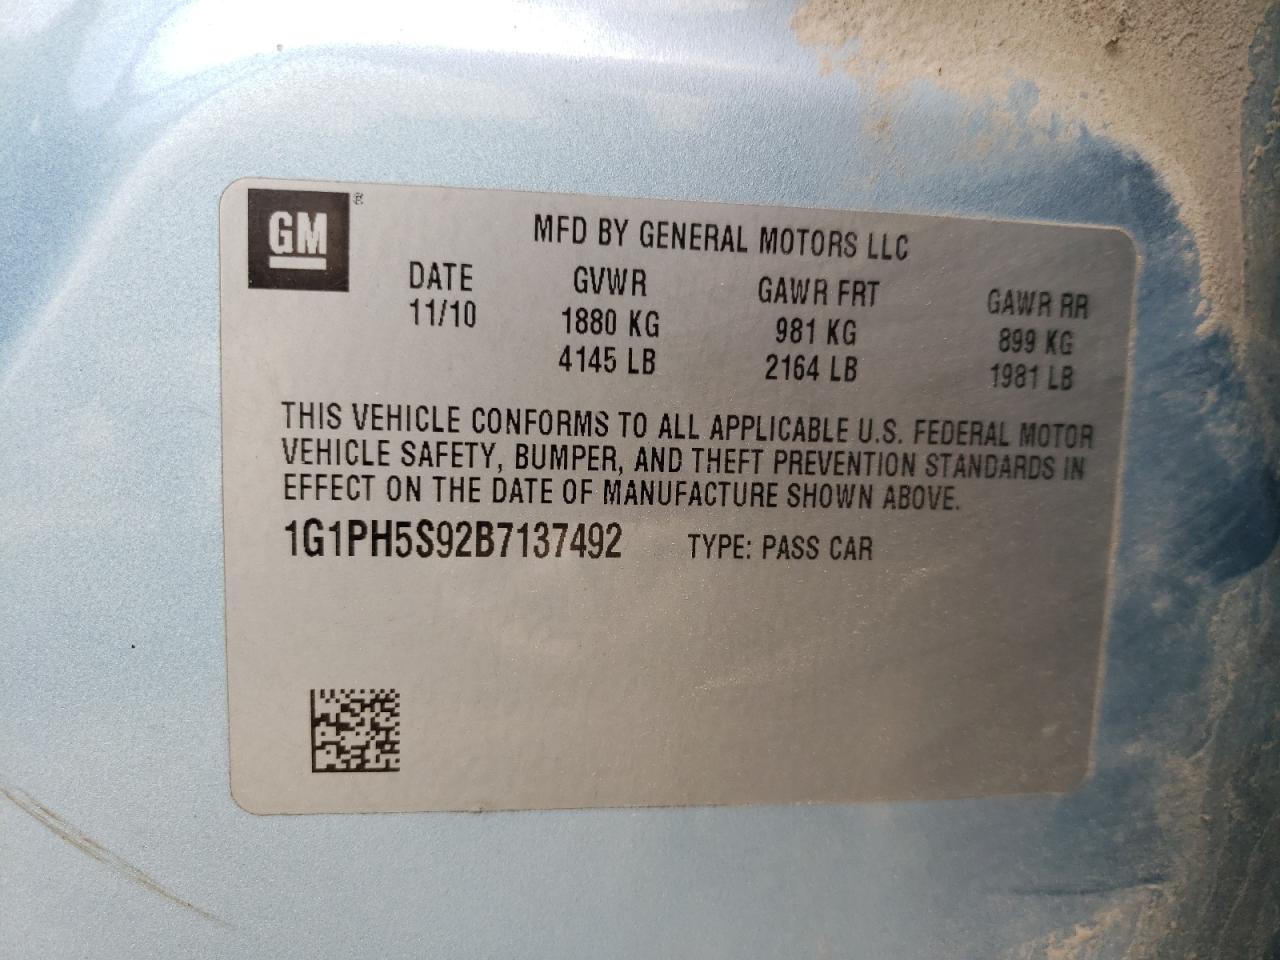 GM ®
MFD BY GENERAL MOTORS LLC
DATE GVWR GAWR FRT GAWR RR
11/10 1880 KG 981 KG 899 KG
4145 LB 2164 LB 1981 LB
THIS VEHICLE CONFORMS TO ALL APPLICABLE U.S. FEDERAL MOTOR
VEHICLE SAFETY, BUMPER, AND THEFT PREVENTION STANDARDS IN
EFFECT ON THE DATE OF MANUFACTURE SHOWN ABOVE.
1G1PH5S92B7137492 TYPE: PASS CAR